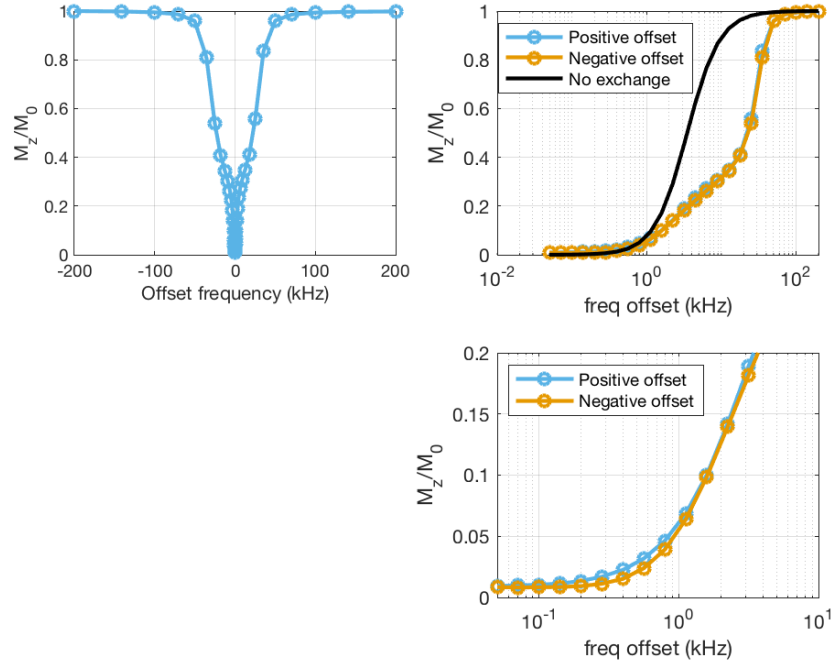 M_z/M_0
1
0.8
0.6
0.4
0.2
0
-200
-100
0
100
200
Offset frequency (kHz)
M_z/M_0
1
0.8
0.6
0.4
0.2
0
Positive offset
Negative offset
No exchange
10^-2
10^0
10^2
freq offset (kHz)
M_z/M_0
0.2
0.15
0.1
0.05
0
Positive offset
Negative offset
10^-1
10^0
10^1
freq offset (kHz)